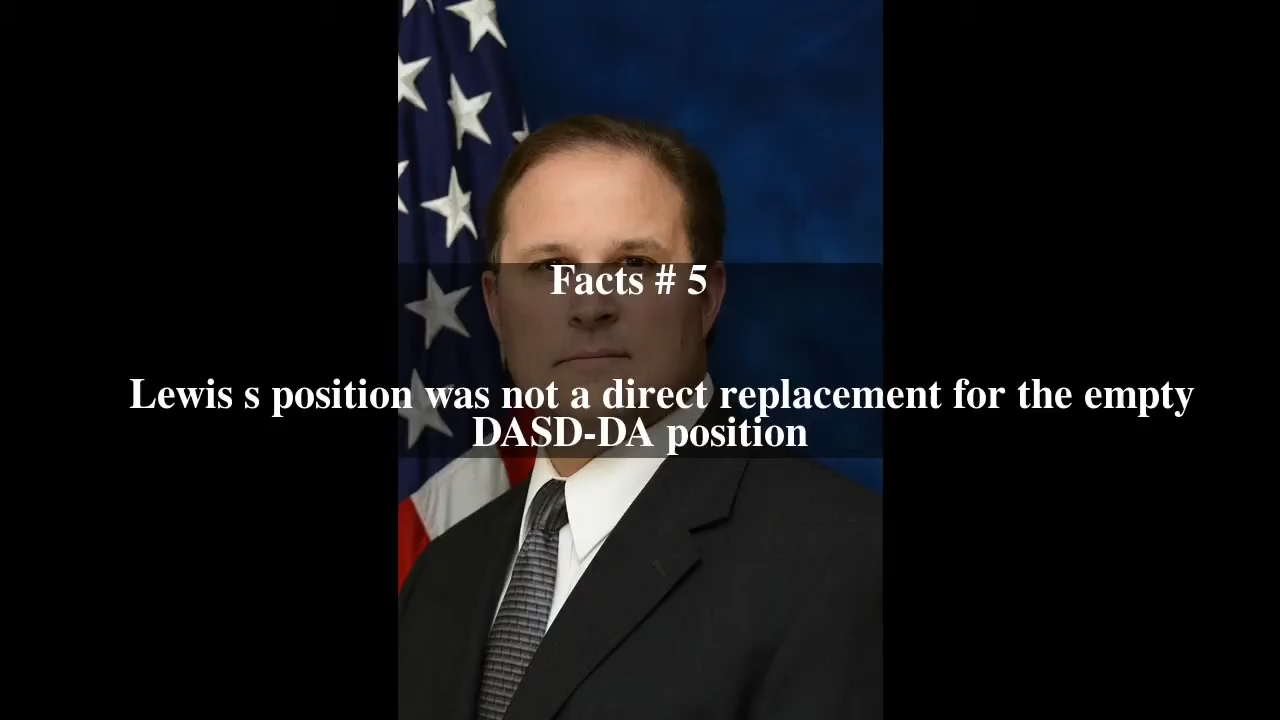 Facts # 5
Lewis s position was not a direct replacement for the empty
DASD-DA position